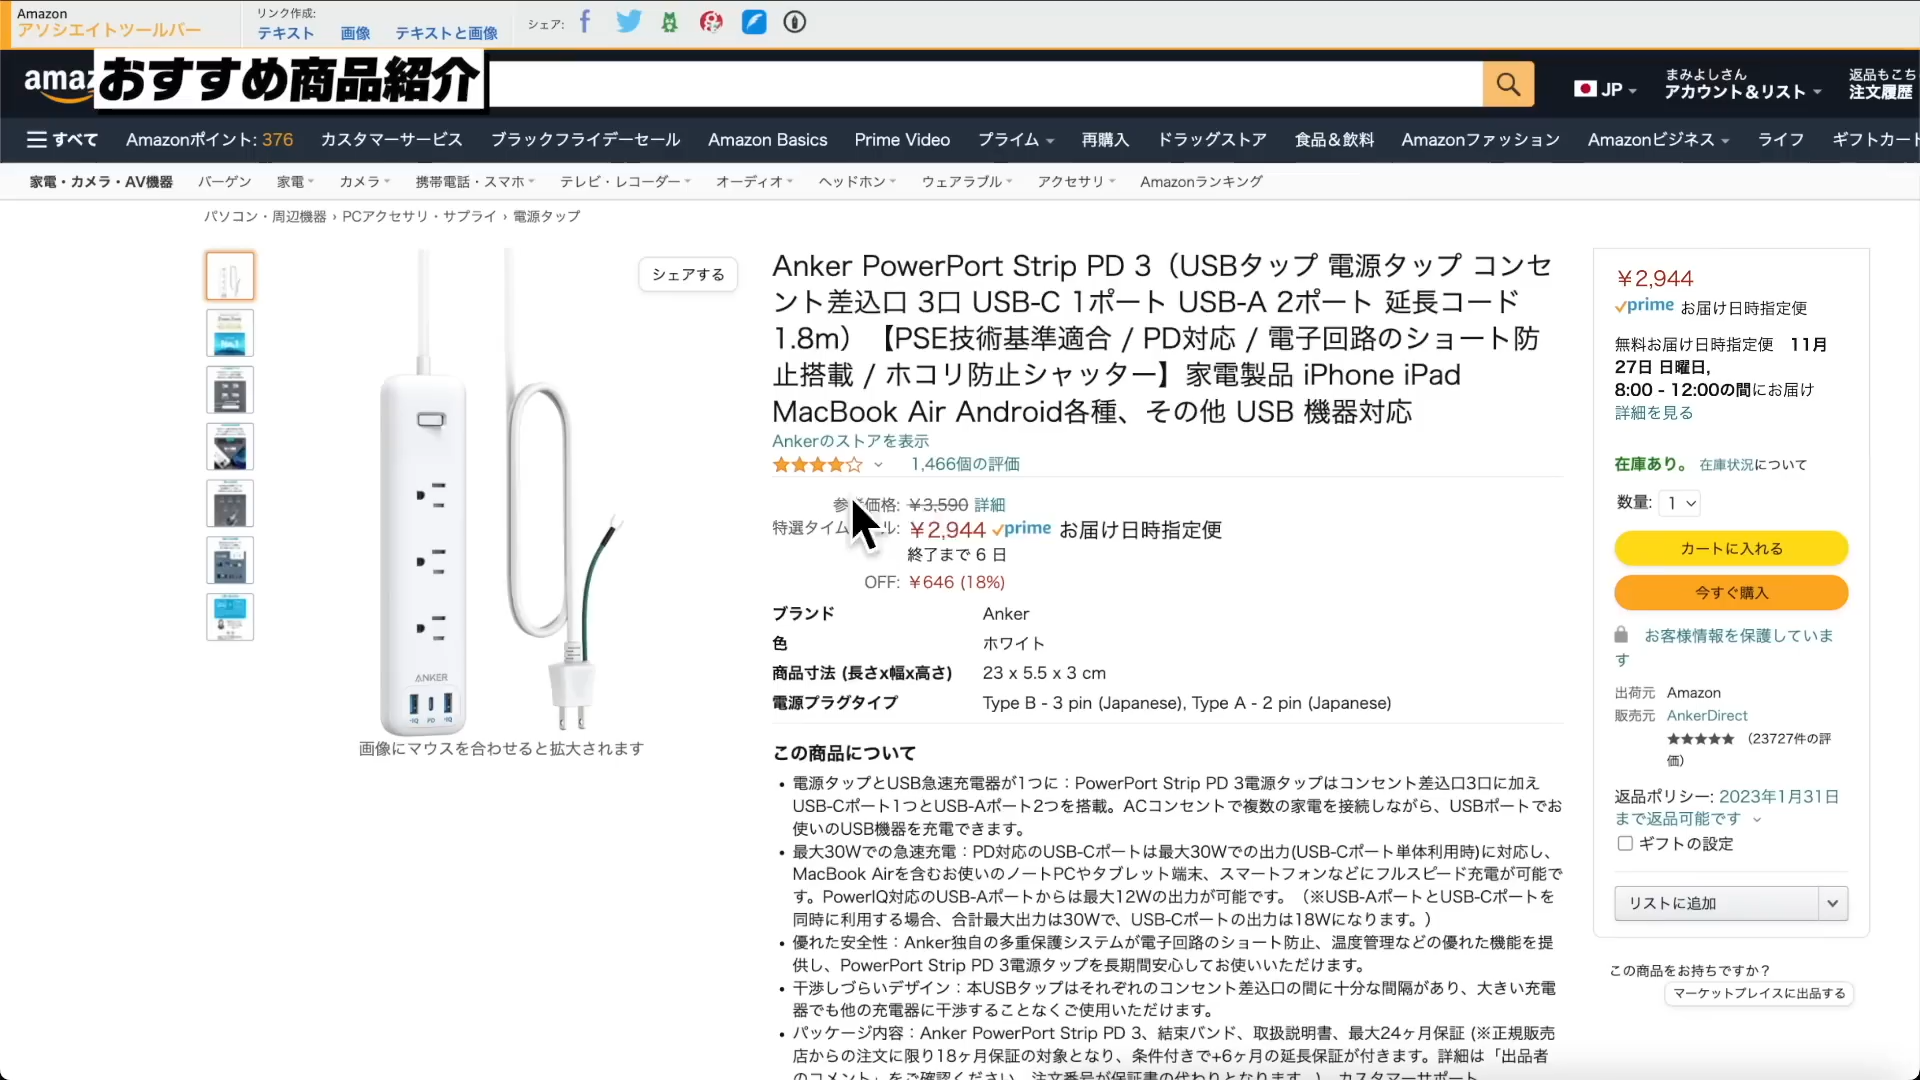 Amazon
アソシエイトツールバー
リンク作成:
テキスト 画像 テキストと画像
シェア:
おすすめ商品紹介
JP
まみよしさん
アカウント＆リスト
返品もこち
注文履歴
すべて Amazonポイント: 376 カスタマーサービス ブラックフライデーセール Amazon Basics Prime Video プライム 再購入 ドラッグストア 食品＆飲料 Amazonファッション Amazonビジネス ライフ ギフトカード
家電・カメラ・AV機器 バーゲン 家電 カメラ 携帯電話・スマホ テレビ・レコーダー オーディオ ヘッドホン ウェアラブル アクセサリ Amazonランキング
パソコン・周辺機器 › PCアクセサリ・サプライ › 電源タップ
シェアする
ANKER
PD
画像にマウスを合わせると拡大されます
Anker PowerPort Strip PD 3（USBタップ 電源タップ コンセ
ント差込口 3口 USB-C 1ポート USB-A 2ポート 延長コード
1.8m）【PSE技術基準適合 / PD対応 / 電子回路のショート防
止搭載 / ホコリ防止シャッター】家電製品 iPhone iPad
MacBook Air Android各種、その他 USB 機器対応
Ankerのストアを表示
1,466個の評価
価格: ￥3,590 詳細
特選タイム ル: ￥2,944 prime お届け日時指定便
終了まで 6 日
OFF: ￥646 (18%)
ブランド Anker
色 ホワイト
商品寸法 (長さx幅x高さ) 23 x 5.5 x 3 cm
電源プラグタイプ Type B - 3 pin (Japanese), Type A - 2 pin (Japanese)
この商品について
• 電源タップとUSB急速充電器が1つに：PowerPort Strip PD 3電源タップはコンセント差込口3口に加え
USB-Cポート1つとUSB-Aポート2つを搭載。ACコンセントで複数の家電を接続しながら、USBポートでお
使いのUSB機器を充電できます。
• 最大30Wでの急速充電：PD対応のUSB-Cポートは最大30Wでの出力(USB-Cポート単体利用時)に対応し、
MacBook Airを含むお使いのノートPCやタブレット端末、スマートフォンなどにフルスピード充電が可能で
す。PowerIQ対応のUSB-Aポートからは最大12Wの出力が可能です。（※USB-AポートとUSB-Cポートを
同時に利用する場合、合計最大出力は30Wで、USB-Cポートの出力は18Wになります。）
• 優れた安全性：Anker独自の多重保護システムが電子回路のショート防止、温度管理などの優れた機能を提
供し、PowerPort Strip PD 3電源タップを長期間安心してお使いいただけます。
• 干渉しづらいデザイン：本USBタップはそれぞれのコンセント差込口の間に十分な間隔があり、大きい充電
器でも他の充電器に干渉することなくご使用いただけます。
• パッケージ内容：Anker PowerPort Strip PD 3、結束バンド、取扱説明書、最大24ヶ月保証 (※正規販売
店からの注文に限り18ヶ月保証の対象となり、条件付きで+6ヶ月の延長保証が付きます。詳細は「出品者
のコメント」をご確認ください。注文番号が保証書の代わりとなります。)、カスタマーサポート
￥2,944
prime お届け日時指定便
無料お届け日時指定便 11月
27日 日曜日,
8:00 - 12:00の間にお届け
詳細を見る
在庫あり。 在庫状況について
数量: 1
カートに入れる
今すぐ購入
お客様情報を保護していま
す
出荷元 Amazon
販売元 AnkerDirect
★★★★★ （23727件の評
価）
返品ポリシー: 2023年1月31日
まで返品可能です
ギフトの設定
リストに追加
この商品をお持ちですか？
マーケットプレイスに出品する